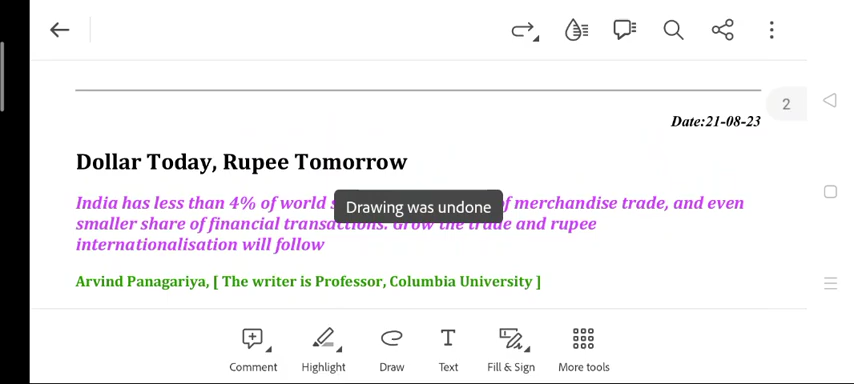 2
Date:21-08-23
Dollar Today, Rupee Tomorrow
India has less than 4% of world of merchandise trade, and even
Drawing was undone
smaller share of financial transactions. Grow the trade and rupee
internationalisation will follow
Arvind Panagariya, [ The writer is Professor, Columbia University ]
Comment Highlight Draw Text Fill & Sign More tools